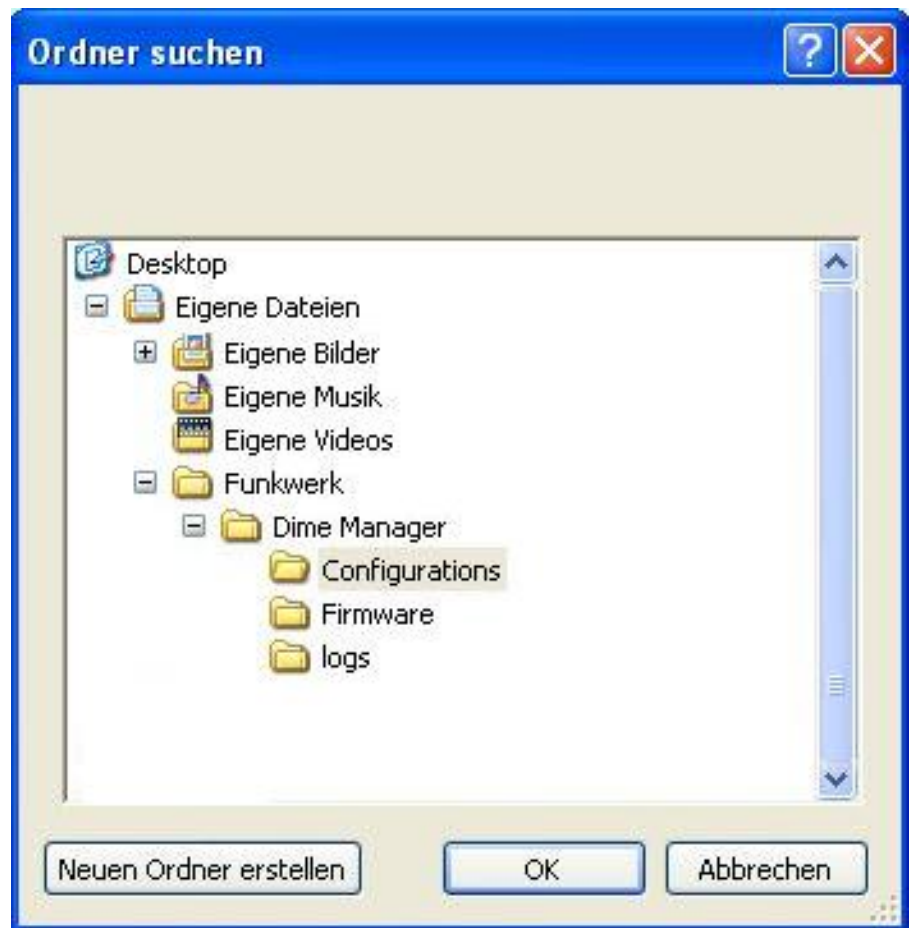 Ordner suchen
Desktop
Eigene Dateien
Eigene Bilder
Eigene Musik
Eigene Videos
Funkwerk
Dime Manager
Configurations
Firmware
logs
Neuen Ordner erstellen OK Abbrechen